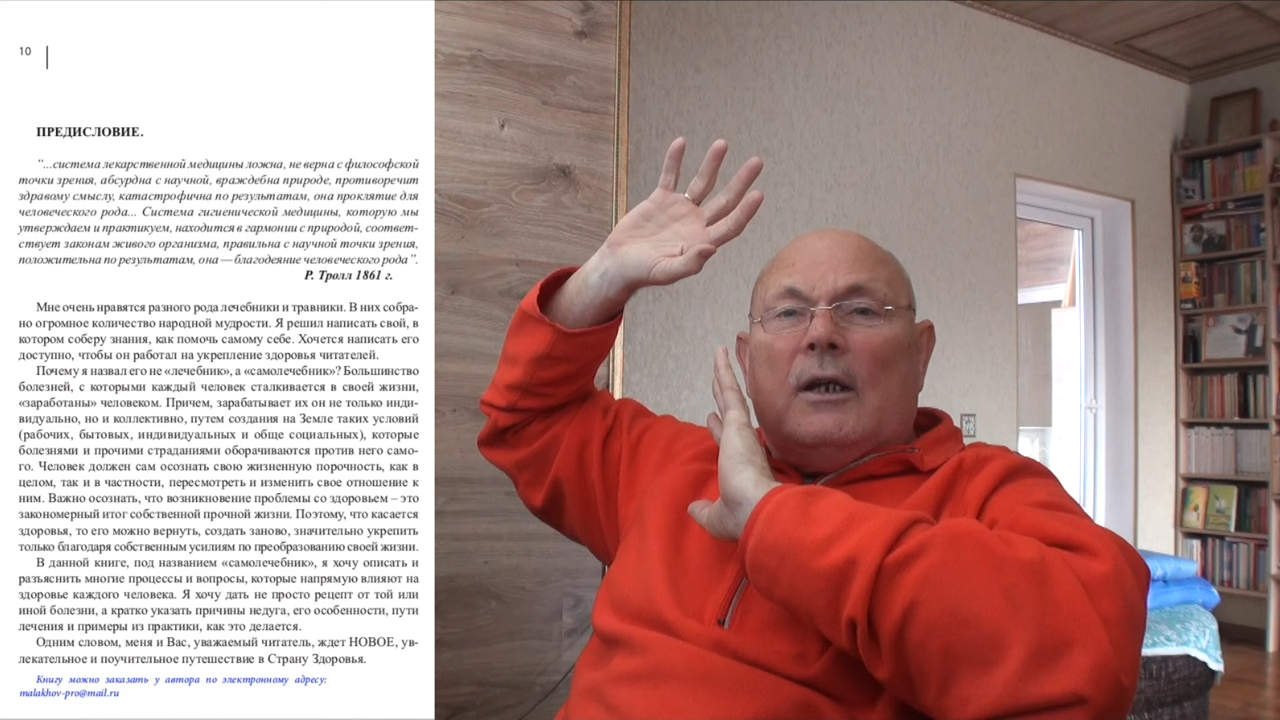 10
ПРЕДИСЛОВИЕ.
"...система лекарственной медицины ложна, не верна с философской
точки зрения, абсурдна с научной, враждебна природе, противоречит
здравому смыслу, катастрофична по результатам, она проклятие для
человеческого рода... Система гигиенической медицины, которую мы
утверждаем и практикуем, находится в гармонии с природой, соответ-
ствует законам живого организма, правильна с научной точки зрения,
положительна по результатам, она — благодеяние человеческого рода".
Р. Тролл 1861 г.
Мне очень нравятся разного рода лечебники и травники. В них собра-
но огромное количество народной мудрости. Я решил написать свой, в
котором соберу знания, как помочь самому себе. Хочется написать его
доступно, чтобы он работал на укрепление здоровья читателей.
Почему я назвал его не «лечебник», а «самолечебник»? Большинство
болезней, с которыми каждый человек сталкивается в своей жизни,
«заработаны» человеком. Причем, зарабатывает их он не только инди-
видуально, но и коллективно, путем создания на Земле таких условий
(рабочих, бытовых, индивидуальных и обще социальных), которые
болезнями и прочими страданиями оборачиваются против него само-
го. Человек должен сам осознать свою жизненную порочность, как в
целом, так и в частности, пересмотреть и изменить свое отношение к
ним. Важно осознать, что возникновение проблемы со здоровьем – это
закономерный итог собственной прочной жизни. Поэтому, что касается
здоровья, то его можно вернуть, создать заново, значительно укрепить
только благодаря собственным усилиям по преобразованию своей жизни.
В данной книге, под названием «самолечебник», я хочу описать и
разъяснить многие процессы и вопросы, которые напрямую влияют на
здоровье каждого человека. Я хочу дать не просто рецепт от той или
иной болезни, а кратко указать причины недуга, его особенности, пути
лечения и примеры из практики, как это делается.
Одним словом, меня и Вас, уважаемый читатель, ждет НОВОЕ, ув-
лекательное и поучительное путешествие в Страну Здоровья.
Книгу можно заказать у автора по электронному адресу:
malakhov-pro@mail.ru